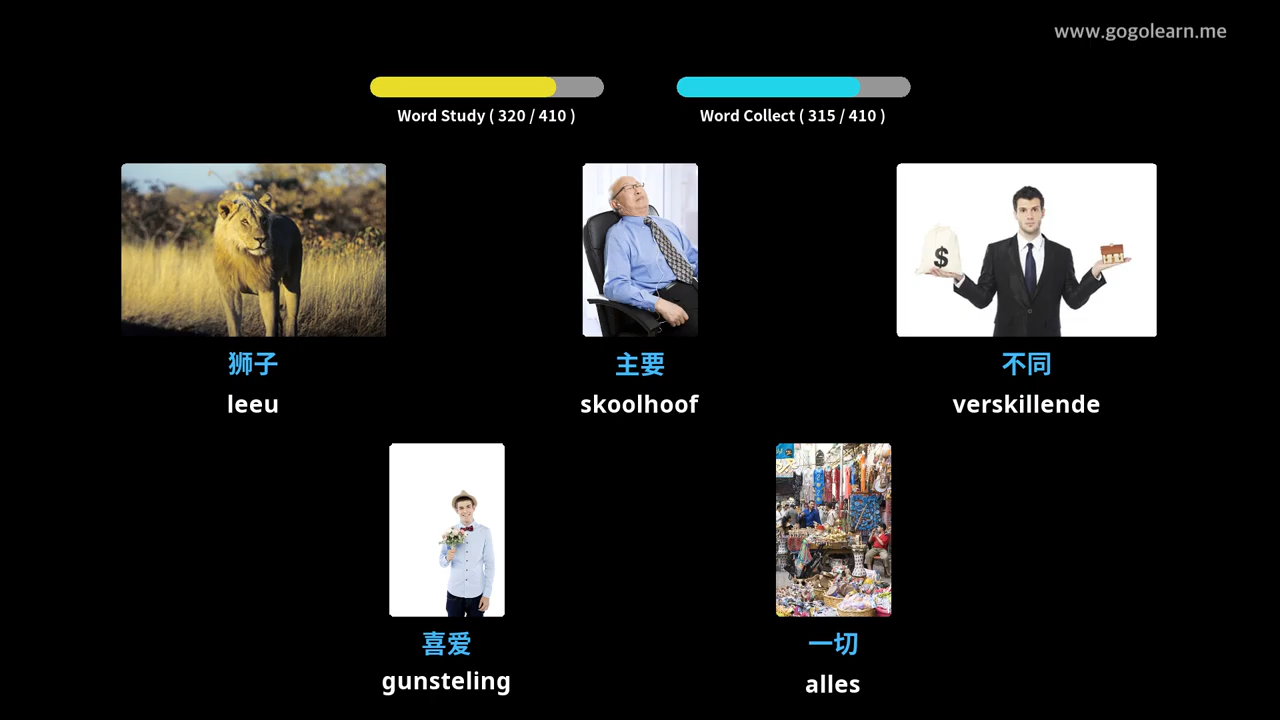 www.gogolearn.me
Word Study ( 320 / 410 )
Word Collect ( 315 / 410 )
狮子
leeu
主要
skoolhoof
不同
verskillende
$
喜爱
gunsteling
一切
alles